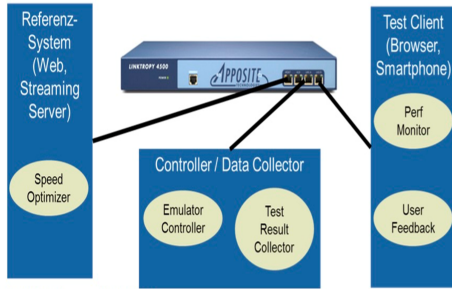 Referenz-
System
(Web,
Streaming
Server)
Speed
Optimizer
LINKTROPY 4500
APPOSITE
Controller / Data Collector
Emulator
Controller
Test
Result
Collector
Test Client
(Browser,
Smartphone)
Perf
Monitor
User
Feedback